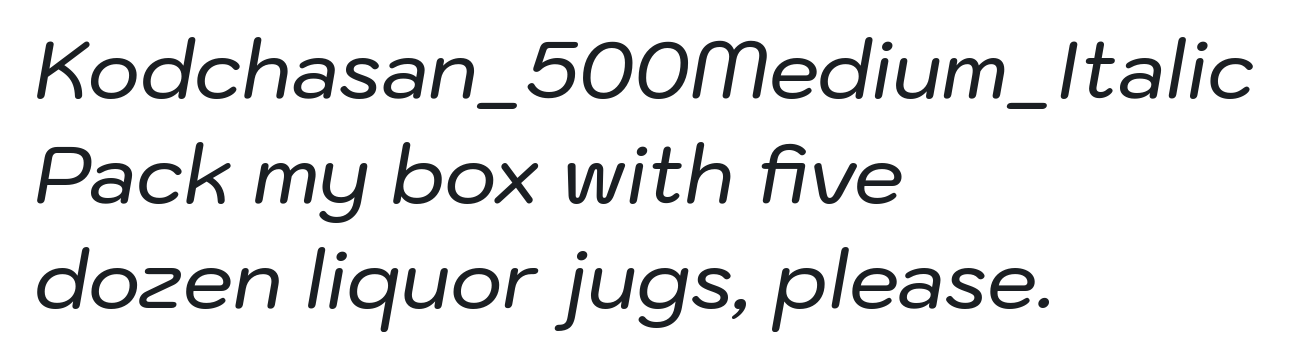 Kodchasan_500Medium_Italic
Pack my box with five
dozen liquor jugs, please.